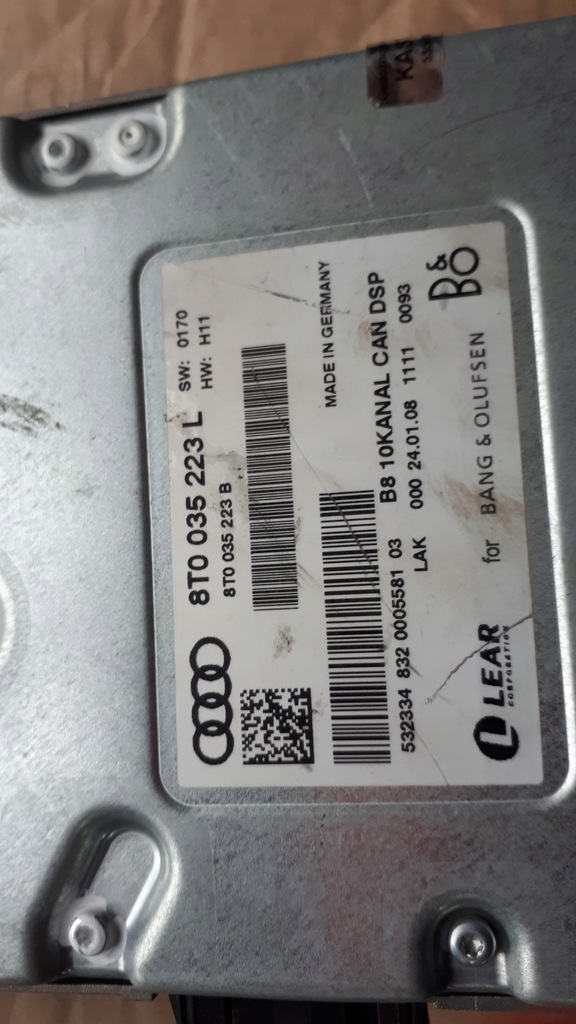 KAS
8T0 035 223 L
SW: 0170
8T0 035 223 B
HW: H11
MADE IN GERMANY
532334 832 0005581 03
B8 10KANAL CAN DSP
LAK 000 24.01.08 1111 0093
LEAR
CORPORATION
for BANG & OLUFSEN
B&O